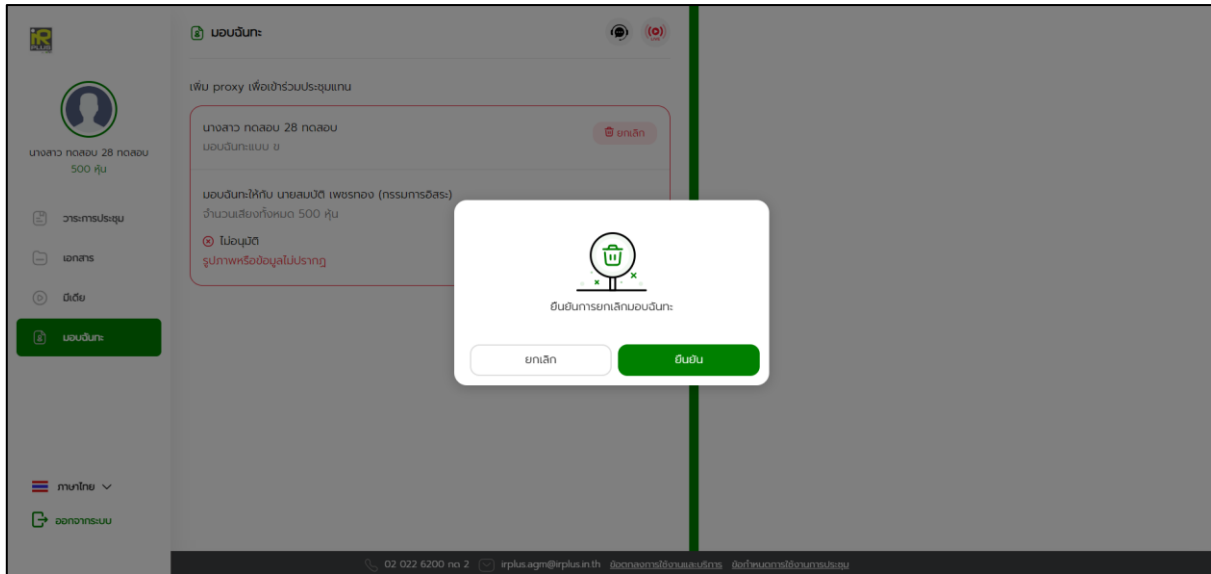 iR
PLUS
นางสาว ทดสอบ 28 ทดสอบ
500 หุ้น
วาระการประชุม
เอกสาร
มีเดีย
มอบฉันทะ
ภาษาไทย
ออกจากระบบ
มอบฉันทะ
เพิ่ม proxy เพื่อเข้าร่วมประชุมแทน
นางสาว ทดสอบ 28 ทดสอบ
ยกเลิก
มอบฉันทะแบบ ข
มอบฉันทะให้กับ นายสมบัติ เพชรทอง (กรรมการอิสระ)
จำนวนเสียงทั้งหมด 500 หุ้น
ไม่อนุมัติ
รูปภาพหรือข้อมูลไม่ปรากฎ
ยืนยันการยกเลิกมอบฉันทะ
ยกเลิก
ยืนยัน
02 022 6200 กด 2 irplus.agm@irplus.in.th ข้อตกลงการใช้งานและบริการ ข้อกำหนดการใช้งานการประชุม